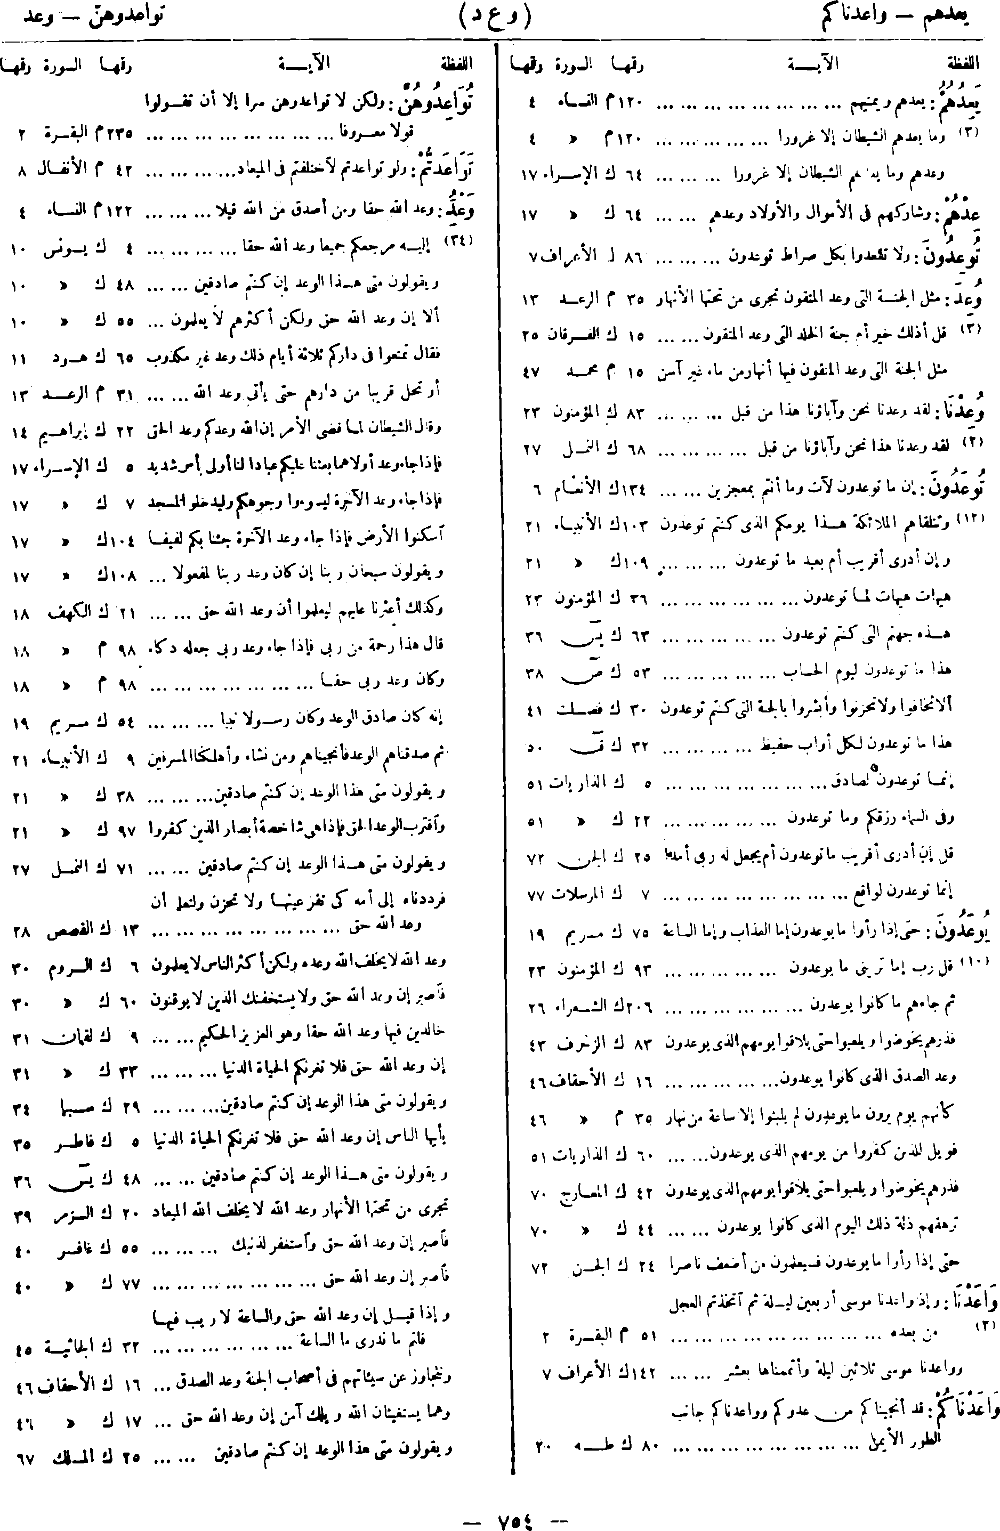 يعدهم — واعدناكم
(وعد)
تواعدوهنّ — وعد
اللفظة الآيــة رقمها السورة رقمها
يَعِدُهُمْ: يعدهم ويمنيهم ... ... ... ... ... ... ... ١٢٠م النساء ٤
(٣) وما يعدهم الشيطان إلا غرورا ... ... ... ... ١٢٠م « ٤
وعدهم وما يعدهم الشيطان إلا غرورا ... ... ٦٤ ك الإسراء ١٧
عِدْهُمْ: وشاركهم فى الأموال والأولاد وعدهم ... ... ٦٤ ك « ١٧
تُوعِدُونَ: ولا تقعدوا بكل صراط توعدون ... ... ... ٨٦ ك الأعراف ٧
وُعِدَ: مثل الجنة التى وعد المتقون تجرى من تحتها الأنهار ٣٥ م الرعد ١٣
(٣) قل أذلك خير أم جنة الخلد التى وعد المتقون ... ... ١٥ ك الفرقان ٢٥
مثل الجنة التى وعد المتقون فيها أنهار من ماء غير آسن ١٥ م محمد ٤٧
وُعِدْنَا: لقد وعدنا نحن وآباؤنا هذا من قبل ... ... ... ٨٣ ك المؤمنون ٢٣
(٢) لقد وعدنا هذا نحن وآباؤنا من قبل ... ... ... ... ٦٨ ك النمل ٢٧
تُوعَدُونَ: إن ما توعدون لآت وما أنتم بمعجزين ... ... ١٣٤ك الأنعام ٦
(١٢) وتتلقاهم الملائكة هذا يومكم الذى كنتم توعدون ١٠٣ك الأنبياء ٢١
وإن أدرى أقريب أم بعيد ما توعدون ... ... ... ١٠٩ك « ٢١
هيهات هيهات لما توعدون ... ... ... ... ... ... ٣٦ ك المؤمنون ٢٣
هذه جهنم التى كنتم توعدون ... ... ... ... ... ٦٣ ك يسٓ ٣٦
هذا ما توعدون ليوم الحساب ... ... ... ... ... ٥٣ ك صٓ ٣٨
ألاتخافوا ولاتحزنوا وأبشروا بالجنة التى كنتم توعدون ٣٠ ك فصلت ٤١
هذا ما توعدون لكل أواب حفيظ ... ... ... ... ٣٢ ك قٓ ٥٠
إنما توعدون لصادق ... ... ... ... ... ... ... ٥ ك الذاريات ٥١
وفى السماء رزقكم وما توعدون ... ... ... ... ... ٢٢ ك « ٥١
قل إن أدرى أقريب ما توعدون أم يجعل له ربى أمدا ٢٥ ك الجن ٧٢
إنما توعدون لواقع ... ... ... ... ... ... ... ٧ ك المرسلات ٧٧
يُوعَدُونَ: حتى إذا رأوا ما يوعدون إما العذاب وإما الساعة ٧٥ ك مريم ١٩
(١٠) قل رب إما ترينى ما يوعدون ... ... ... ... ... ٩٣ ك المؤمنون ٢٣
ثم جاءهم ما كانوا يوعدون ... ... ... ... ... ... ٢٠٦ك الشعراء ٢٦
فذرهم يخوضوا ويلعبوا حتى يلاقوا يومهم الذى يوعدون ٨٣ ك الزخرف ٤٣
وعد الصدق الذى كانوا يوعدون ... ... ... ... ... ١٦ ك الأحقاف ٤٦
كأنهم يوم يرون ما يوعدون لم يلبثوا إلا ساعة من نهار ٣٥ م « ٤٦
فويل للذين كفروا من يومهم الذى يوعدون ... ... ٦٠ ك الذاريات ٥١
فذرهم يخوضوا ويلعبوا حتى يلاقوا يومهم الذى يوعدون ٤٢ ك المعارج ٧٠
ترهقهم ذلة ذلك اليوم الذى كانوا يوعدون ... ... ٤٤ ك « ٧٠
حتى إذا رأوا ما يوعدون فسيعلمون من أضعف ناصرا ٢٤ ك الجن ٧٢
وَاعَدْنَا: وإذ واعدنا موسى أربعين ليلة ثم اتخذتم العجل
(٢) من بعده ... ... ... ... ... ... ... ... ... ٥١ م البقرة ٢
وواعدنا موسى ثلاثين ليلة وأتممناها بعشر ... ... ١٤٢ك الأعراف ٧
وَاعَدْنَاكُمْ: قد أنجيناكم من عدوكم وواعدناكم جانب
الطور الأيمن ... ... ... ... ... ... ... ... ٨٠ ك طه ٢٠
اللفظة الآيــة رقمها السورة رقمها
تُوَاعِدُوهُنَّ: ولكن لا تواعدوهن سرا إلا أن تقولوا
قولا معروفا ... ... ... ... ... ... ... ... ٢٣٥م البقرة ٢
تَوَاعَدتُّمْ: ولو تواعدتم لآختلفتم فى الميعاد ... ... ... ٤٢ م الأنفال ٨
وَعْدُ: وعد الله حقا ومن أصدق من الله قيلا ... ... ١٢٢م النساء ٤
(٣٤) إليه مرجعكم جميعا وعد الله حقا ... ... ... ... ٤ ك يونس ١٠
ويقولون متى هذا الوعد إن كنتم صادقين ... ... ٤٨ ك « ١٠
ألا إن وعد الله حق ولكن أكثرهم لا يعلمون ... ٥٥ ك « ١٠
فقال تمتعوا فى داركم ثلاثة أيام ذلك وعد غير مكذوب ٦٥ ك هود ١١
أو تحل قريبا من دارهم حتى يأتى وعد الله ... ... ٣١ م الرعد ١٣
وقال الشيطان لما قضى الأمر إن الله وعدكم وعد الحق ٢٢ ك إبراهيم ١٤
فإذا جاء وعد أولاهما بعثنا عليكم عبادا لنا أولى بأس شديد ٥ ك الإسراء ١٧
فإذا جاء وعد الآخرة ليسوءوا وجوهكم وليدخلوا المسجد ٧ ك « ١٧
آسكنوا الأرض فإذا جاء وعد الآخرة جئنا بكم لفيفا ١٠٤ك « ١٧
ويقولون سبحان ربنا إن كان وعد ربنا لمفعولا ... ١٠٨ك « ١٧
وكذلك أعثرنا عليهم ليعلموا أن وعد الله حق ... ... ٢١ ك الكهف ١٨
قال هذا رحمة من ربى فإذا جاء وعد ربى جعله دكاء ٩٨ م « ١٨
وكان وعد ربى حقا ... ... ... ... ... ... ... ٩٨ م « ١٨
إنه كان صادق الوعد وكان رسولا نبيا ... ... ... ٥٤ ك مريم ١٩
ثم صدقناهم الوعد فأنجيناهم ومن نشاء وأهلكنا المسرفين ٩ ك الأنبياء ٢١
ويقولون متى هذا الوعد إن كنتم صادقين ... ... ... ٣٨ ك « ٢١
وآقترب الوعد الحق فإذا هى شاخصة أبصار الذين كفروا ٩٧ ك « ٢١
ويقولون متى هذا الوعد إن كنتم صادقين ... ... ٧١ ك النمل ٢٧
فرددناه إلى أمه كى تقر عينها ولا تحزن ولتعلم أن
وعد الله حق ... ... ... ... ... ... ... ... ١٣ ك القصص ٢٨
وعد الله لا يخلف الله وعده ولكن أكثر الناس لا يعلمون ٦ ك الروم ٣٠
فآصبر إن وعد الله حق ولا يستخفنك الذين لا يوقنون ٦٠ ك « ٣٠
خالدين فيها وعد الله حقا وهو العزيز الحكيم ... ... ٩ ك لقمان ٣١
إن وعد الله حق فلا تغرنكم الحياة الدنيا ... ... ... ٣٣ ك « ٣١
ويقولون متى هذا الوعد إن كنتم صادقين ... ... ... ٢٩ ك سبأ ٣٤
يأيها الناس إن وعد الله حق فلا تغرنكم الحياة الدنيا ٥ ك فاطر ٣٥
ويقولون متى هذا الوعد إن كنتم صادقين ... ... ٤٨ ك يسٓ ٣٦
تجرى من تحتها الأنهار وعد الله لا يخلف الله الميعاد ٢٠ ك الزمر ٣٩
فآصبر إن وعد الله حق وآستغفر لذنبك ... ... ... ٥٥ ك غافر ٤٠
فآصبر إن وعد الله حق ... ... ... ... ... ... ... ٧٧ ك « ٤٠
وإذا قيل إن وعد الله حق والساعة لا ريب فيها
قلتم ما ندرى ما الساعة ... ... ... ... ... ... ٣٢ ك الجاثية ٤٥
ونتجاوز عن سيئاتهم فى أصحاب الجنة وعد الصدق ... ١٦ ك الأحقاف ٤٦
وهما يستغيثان الله ويلك آمن إن وعد الله حق ... ١٧ ك « ٤٦
ويقولون متى هذا الوعد إن كنتم صادقين ... ... ٢٥ ك الملك ٦٧
— ٧٥٤ —